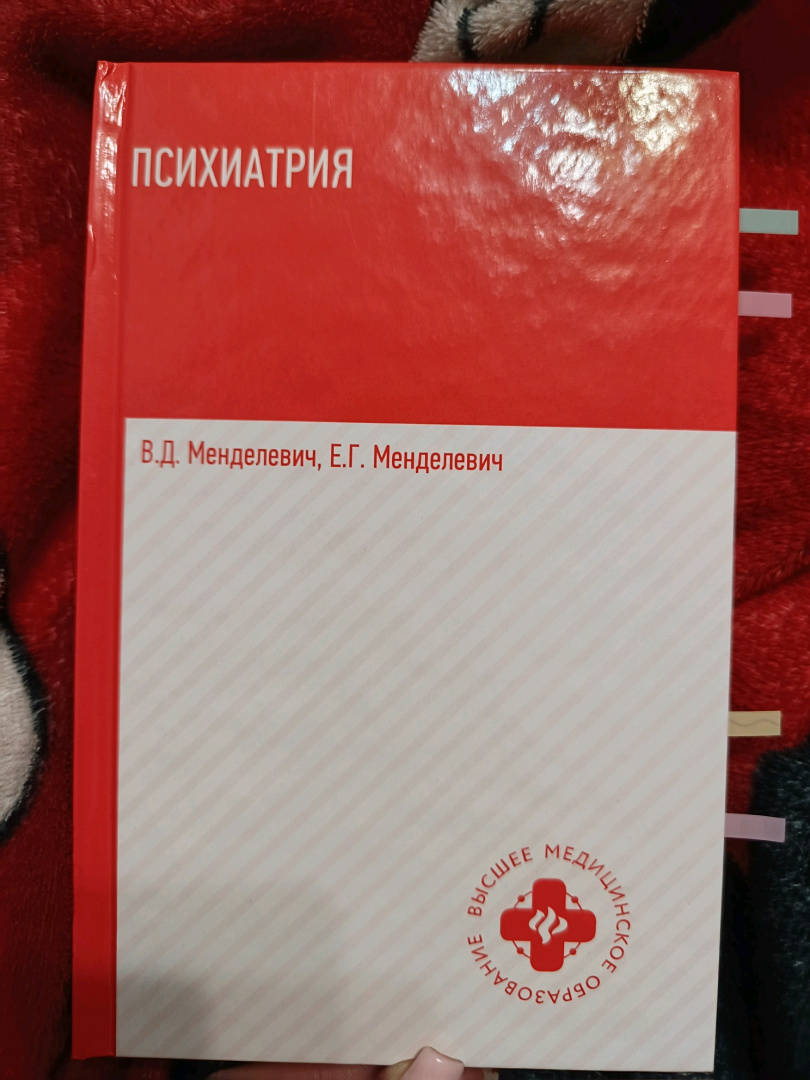 ПСИХИАТРИЯ
В.Д. Менделевич, Е.Г. Менделевич
ВЫСШЕЕ МЕДИЦИНСКОЕ ОБРАЗОВАНИЕ